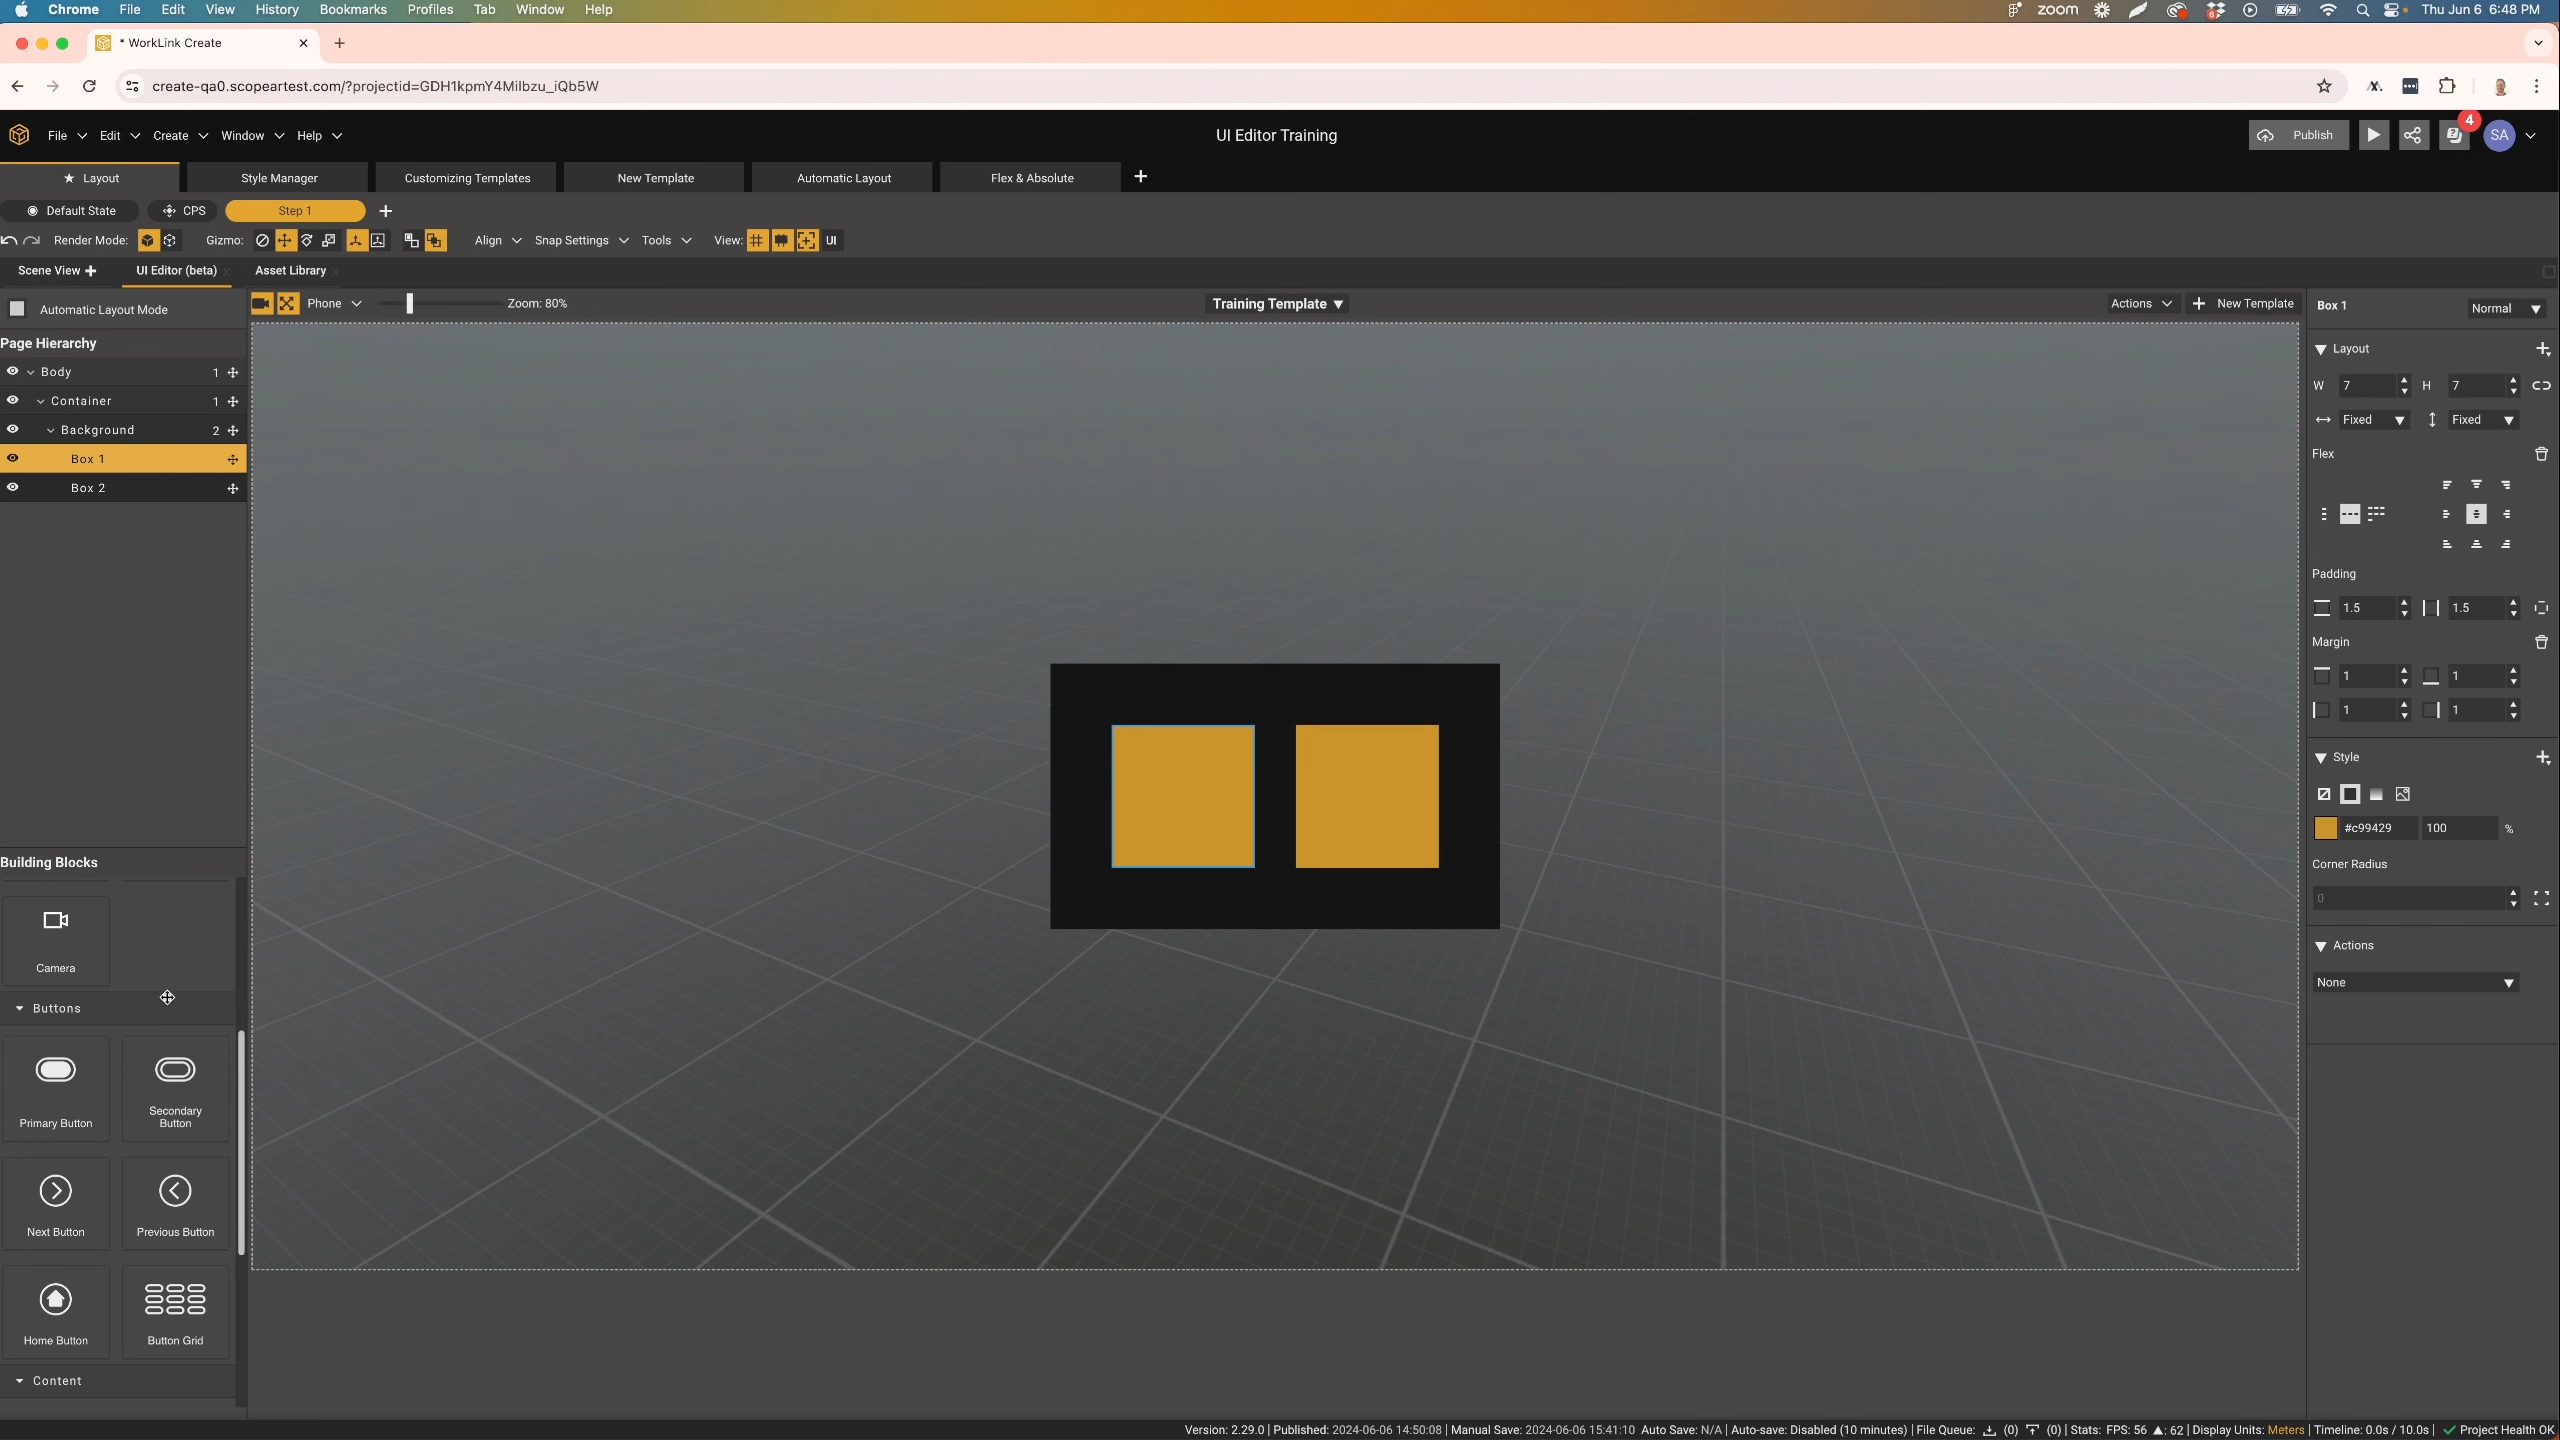 Chrome File Edit View History Bookmarks Profiles Tab Window Help zoom 6 Thu Jun 6 6:48 PM
* WorkLink Create
create-qa0.scopeartest.com/?projectid=GDH1kpmY4Milbzu_iQb5W
File Edit Create Window Help UI Editor Training Publish 4 SA
Layout Style Manager Customizing Templates New Template Automatic Layout Flex & Absolute
Default State CPS Step 1
Render Mode: Gizmo: Align Snap Settings Tools View: UI
Scene View UI Editor (beta) Asset Library
Automatic Layout Mode Phone Zoom: 80% Training Template Actions New Template Box 1 Normal
Page Hierarchy Layout
Body 1
W 7 H 7
Container 1
Fixed Fixed
Background 2
Flex
Box 1
Box 2
Padding
1.5 1.5
Margin
1 1
1 1
Style
#c99429 100 %
Building Blocks
Corner Radius
0
Camera
Actions
None
Buttons
Primary Button Secondary Button
Next Button Previous Button
Home Button Button Grid
Content
Version: 2.29.0 | Published: 2024-06-06 14:50:08 | Manual Save: 2024-06-06 15:41:10 Auto Save: N/A | Auto-save: Disabled (10 minutes) | File Queue: (0) (0) | Stats: FPS: 56 ▲: 62 | Display Units: Meters | Timeline: 0.0s / 10.0s | Project Health OK